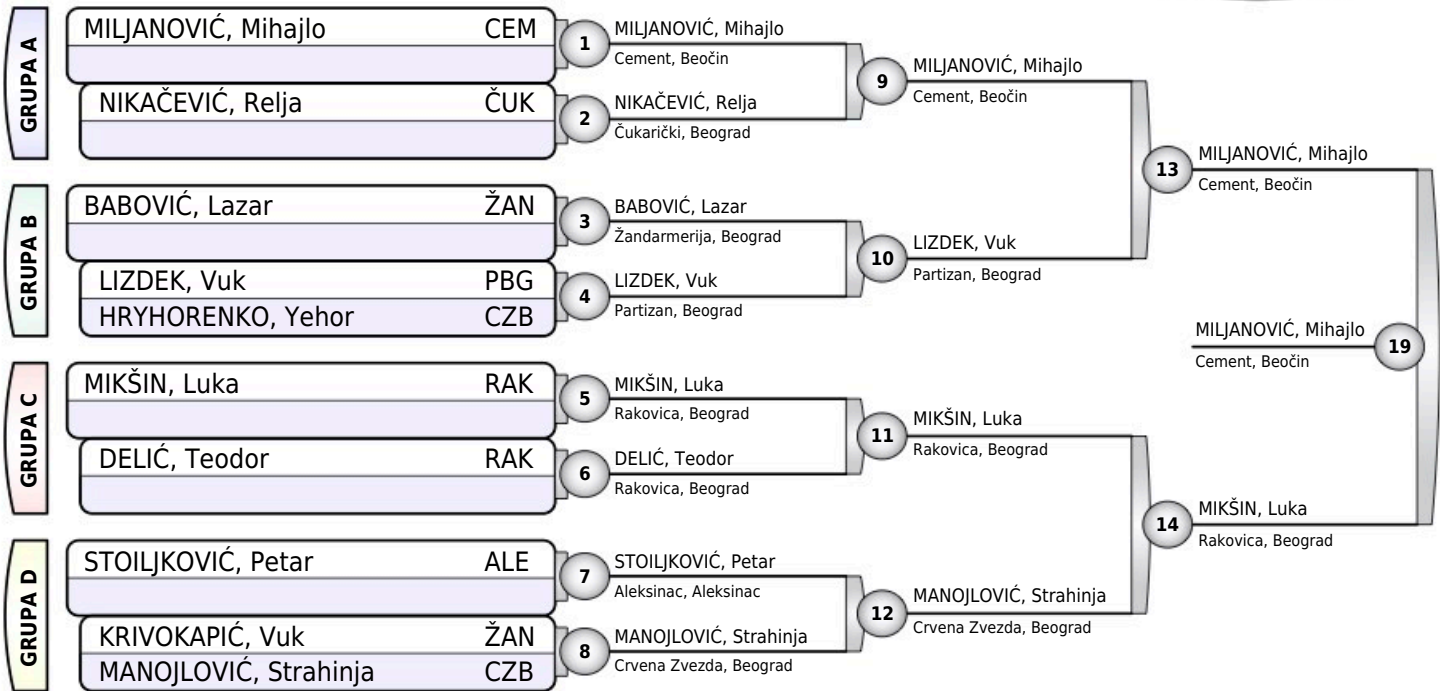 GRUPA A
MILJANOVIĆ, Mihajlo CEM
NIKAČEVIĆ, Relja ČUK
GRUPA B
BABOVIĆ, Lazar ŽAN
LIZDEK, Vuk PBG
HRYHORENKO, Yehor CZB
GRUPA C
MIKŠIN, Luka RAK
DELIĆ, Teodor RAK
GRUPA D
STOILJKOVIĆ, Petar ALE
KRIVOKAPIĆ, Vuk ŽAN
MANOJLOVIĆ, Strahinja CZB
1
MILJANOVIĆ, Mihajlo
Cement, Beočin
2
NIKAČEVIĆ, Relja
Čukarički, Beograd
3
BABOVIĆ, Lazar
Žandarmerija, Beograd
4
LIZDEK, Vuk
Partizan, Beograd
5
MIKŠIN, Luka
Rakovica, Beograd
6
DELIĆ, Teodor
Rakovica, Beograd
7
STOILJKOVIĆ, Petar
Aleksinac, Aleksinac
8
MANOJLOVIĆ, Strahinja
Crvena Zvezda, Beograd
9
MILJANOVIĆ, Mihajlo
Cement, Beočin
10
LIZDEK, Vuk
Partizan, Beograd
11
MIKŠIN, Luka
Rakovica, Beograd
12
MANOJLOVIĆ, Strahinja
Crvena Zvezda, Beograd
13
MILJANOVIĆ, Mihajlo
Cement, Beočin
14
MIKŠIN, Luka
Rakovica, Beograd
MILJANOVIĆ, Mihajlo
Cement, Beočin
19